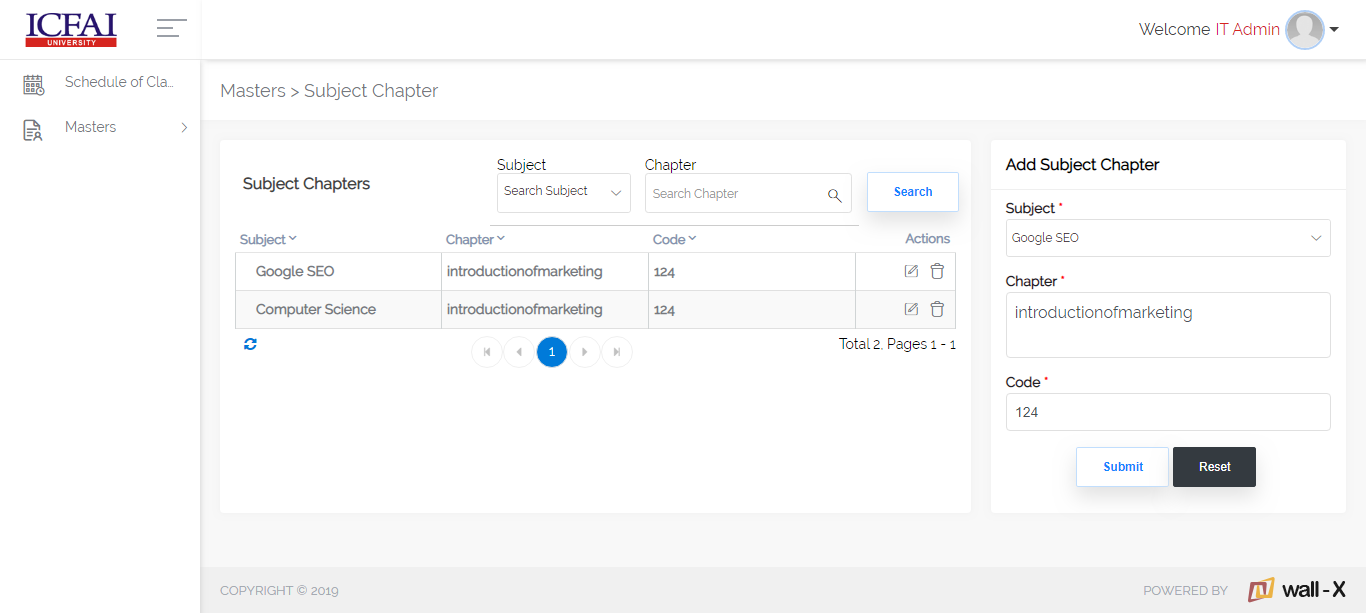 ICFAI
UNIVERSITY
Welcome IT Admin
Schedule of Cla...
Masters
Masters > Subject Chapter
Subject Chapters
Subject
Search Subject
Chapter
Search Chapter
Search
Subject Chapter Code Actions
Google SEO introductionofmarketing 124
Computer Science introductionofmarketing 124
1
Total 2, Pages 1 - 1
Add Subject Chapter
Subject *
Google SEO
Chapter *
introductionofmarketing
Code *
124
Submit Reset
COPYRIGHT © 2019
POWERED BY wall-X